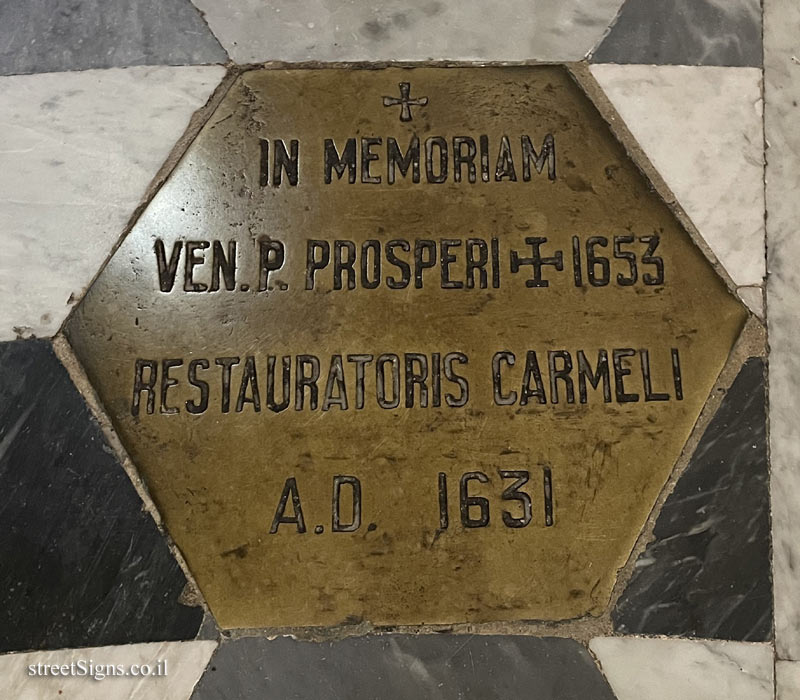 IN MEMORIAM
VEN. P. PROSPERI ✠ 1653
RESTAURATORIS CARMELI
A.D. 1631
streetSigns.co.il